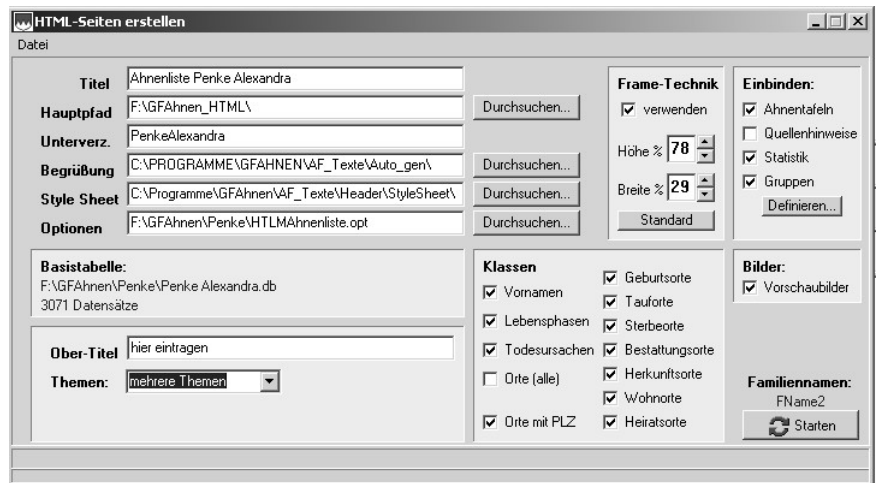 HTML-Seiten erstellen
Datei
Titel Ahnenliste Penke Alexandra
Hauptpfad F:\GFAhnen_HTML\ Durchsuchen...
Unterverz. PenkeAlexandra
Begrüßung C:\PROGRAMME\GFAHNEN\AF_Texte\Auto_gen\ Durchsuchen...
Style Sheet C:\Programme\GFAhnen\AF_Texte\Header\StyleSheet\ Durchsuchen...
Optionen F:\GFAhnen\Penke\HTLMAhnenliste.opt Durchsuchen...
Frame-Technik
verwenden
Höhe % 78
Breite % 29
Standard
Einbinden:
Ahnentafeln
Quellenhinweise
Statistik
Gruppen
Definieren...
Basistabelle:
F:\GFAhnen\Penke\Penke Alexandra.db
3071 Datensätze
Ober-Titel hier eintragen
Themen: mehrere Themen
Klassen
Vornamen
Lebensphasen
Todesursachen
Orte (alle)
Orte mit PLZ
Geburtsorte
Tauforte
Sterbeorte
Bestattungsorte
Herkunftsorte
Wohnorte
Heiratsorte
Bilder:
Vorschaubilder
Familiennamen:
FName2
Starten